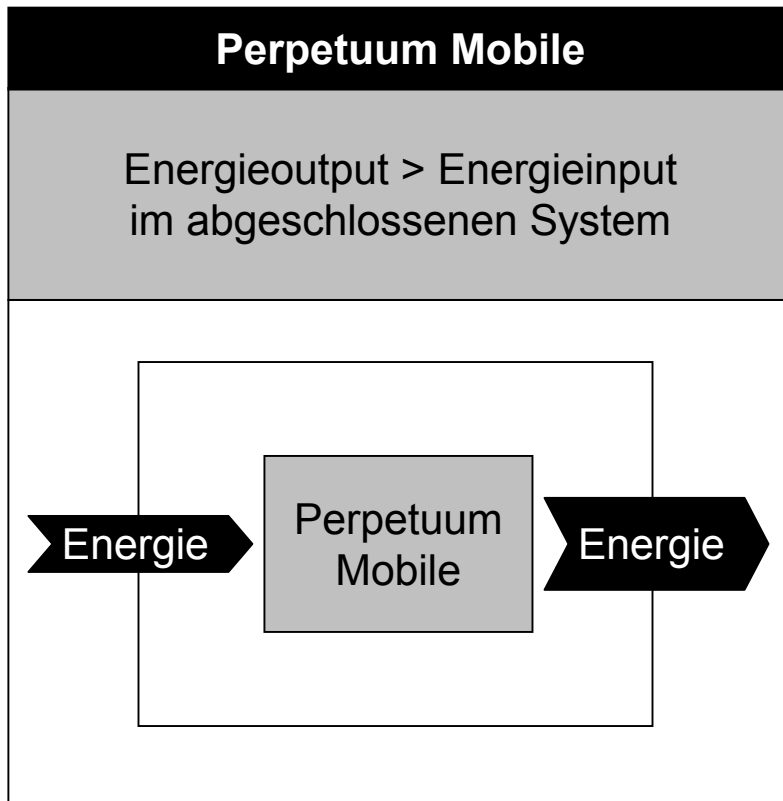 Perpetuum Mobile
Energieoutput > Energieinput
im abgeschlossenen System
Energie
Perpetuum
Mobile
Energie